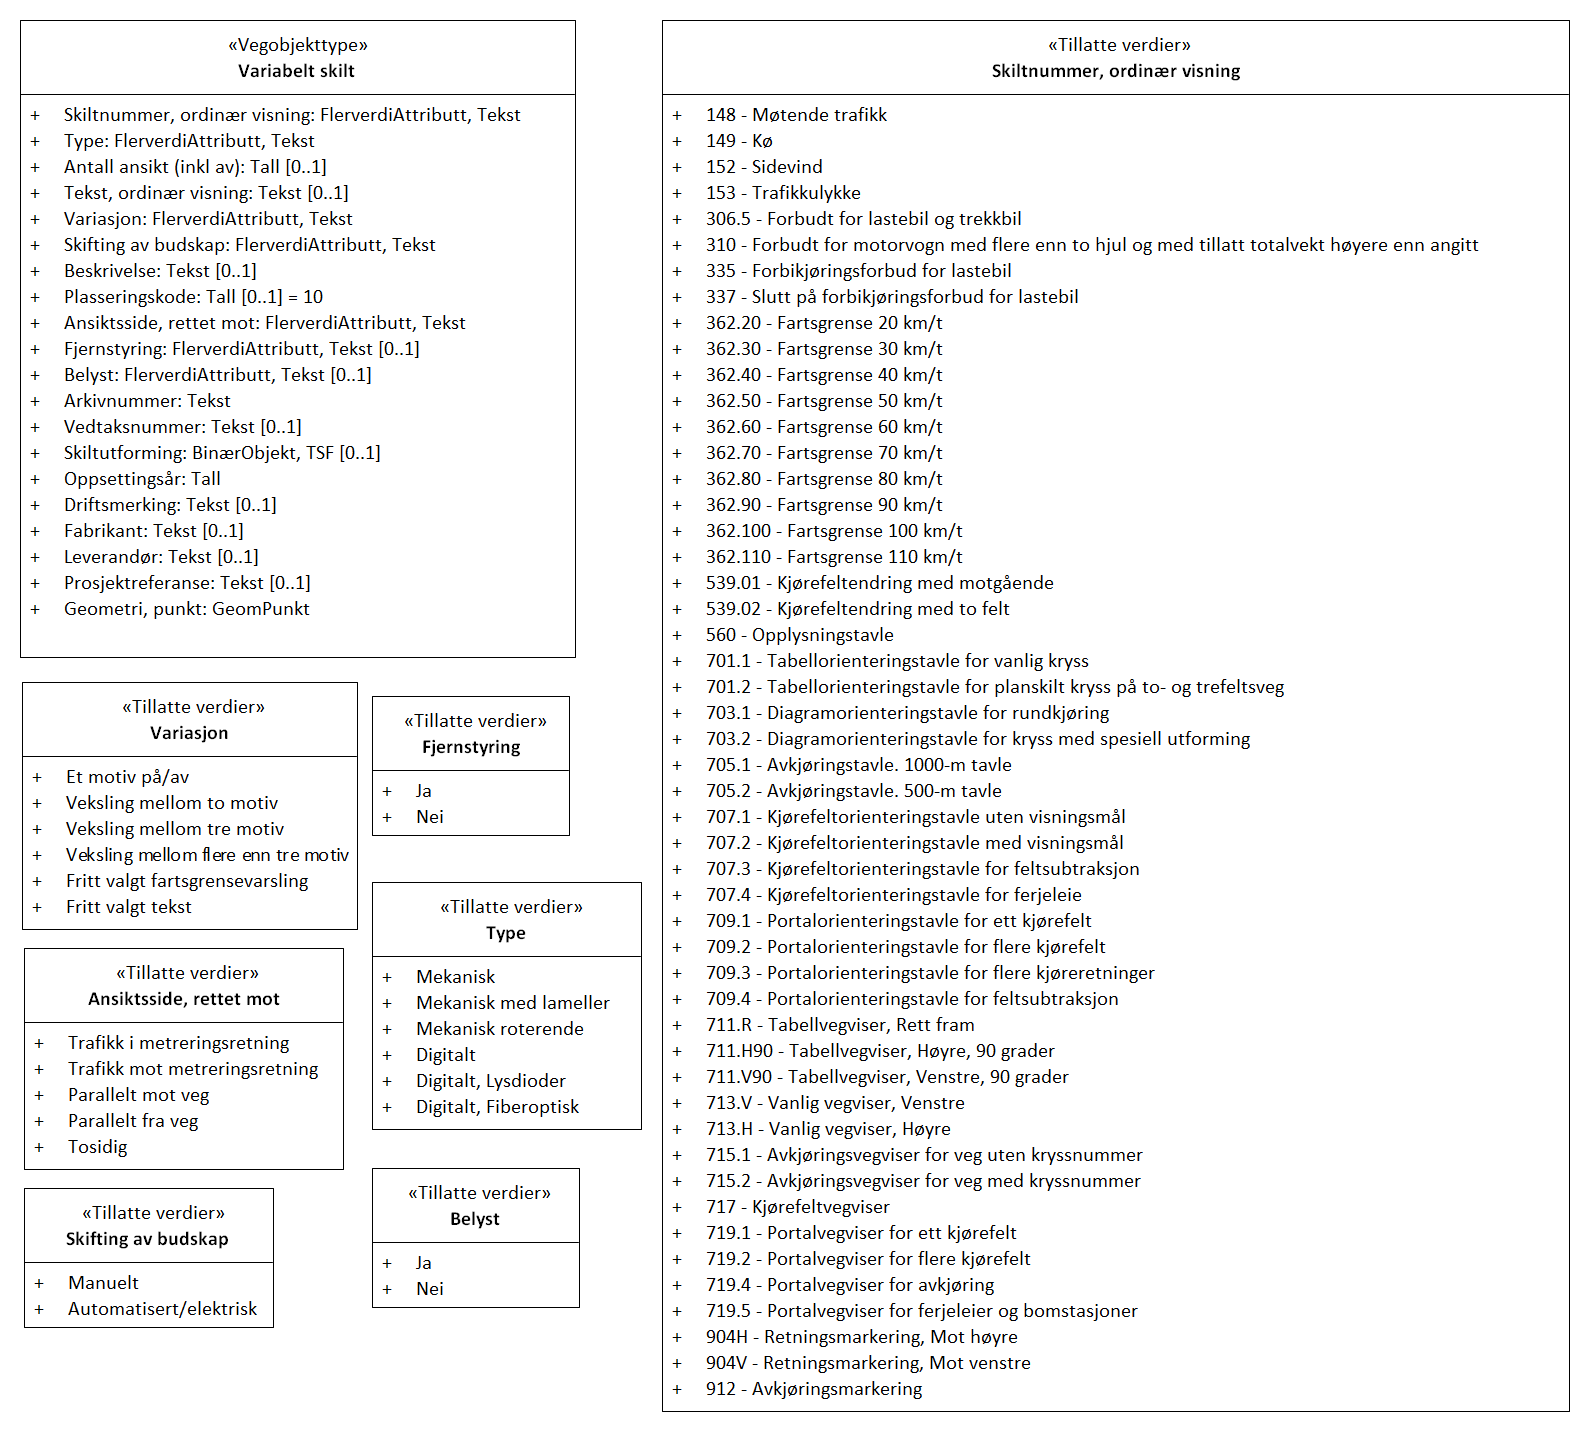 «Vegobjekttype»
Variabelt skilt
+ Skiltnummer, ordinær visning: FlerverdiAttributt, Tekst
+ Type: FlerverdiAttributt, Tekst
+ Antall ansikt (inkl av): Tall [0..1]
+ Tekst, ordinær visning: Tekst [0..1]
+ Variasjon: FlerverdiAttributt, Tekst
+ Skifting av budskap: FlerverdiAttributt, Tekst
+ Beskrivelse: Tekst [0..1]
+ Plasseringskode: Tall [0..1] = 10
+ Ansiktsside, rettet mot: FlerverdiAttributt, Tekst
+ Fjernstyring: FlerverdiAttributt, Tekst [0..1]
+ Belyst: FlerverdiAttributt, Tekst [0..1]
+ Arkivnummer: Tekst
+ Vedtaksnummer: Tekst [0..1]
+ Skiltutforming: BinærObjekt, TSF [0..1]
+ Oppsettingsår: Tall
+ Driftsmerking: Tekst [0..1]
+ Fabrikant: Tekst [0..1]
+ Leverandør: Tekst [0..1]
+ Prosjektreferanse: Tekst [0..1]
+ Geometri, punkt: GeomPunkt
«Tillatte verdier»
Variasjon
+ Et motiv på/av
+ Veksling mellom to motiv
+ Veksling mellom tre motiv
+ Veksling mellom flere enn tre motiv
+ Fritt valgt fartsgrensevarsling
+ Fritt valgt tekst
«Tillatte verdier»
Ansiktsside, rettet mot
+ Trafikk i metreringsretning
+ Trafikk mot metreringsretning
+ Parallelt mot veg
+ Parallelt fra veg
+ Tosidig
«Tillatte verdier»
Skifting av budskap
+ Manuelt
+ Automatisert/elektrisk
«Tillatte verdier»
Fjernstyring
+ Ja
+ Nei
«Tillatte verdier»
Type
+ Mekanisk
+ Mekanisk med lameller
+ Mekanisk roterende
+ Digitalt
+ Digitalt, Lysdioder
+ Digitalt, Fiberoptisk
«Tillatte verdier»
Belyst
+ Ja
+ Nei
«Tillatte verdier»
Skiltnummer, ordinær visning
+ 148 - Møtende trafikk
+ 149 - Kø
+ 152 - Sidevind
+ 153 - Trafikkulykke
+ 306.5 - Forbudt for lastebil og trekkbil
+ 310 - Forbudt for motorvogn med flere enn to hjul og med tillatt totalvekt høyere enn angitt
+ 335 - Forbikjøringsforbud for lastebil
+ 337 - Slutt på forbikjøringsforbud for lastebil
+ 362.20 - Fartsgrense 20 km/t
+ 362.30 - Fartsgrense 30 km/t
+ 362.40 - Fartsgrense 40 km/t
+ 362.50 - Fartsgrense 50 km/t
+ 362.60 - Fartsgrense 60 km/t
+ 362.70 - Fartsgrense 70 km/t
+ 362.80 - Fartsgrense 80 km/t
+ 362.90 - Fartsgrense 90 km/t
+ 362.100 - Fartsgrense 100 km/t
+ 362.110 - Fartsgrense 110 km/t
+ 539.01 - Kjørefeltendring med motgående
+ 539.02 - Kjørefeltendring med to felt
+ 560 - Opplysningstavle
+ 701.1 - Tabellorienteringstavle for vanlig kryss
+ 701.2 - Tabellorienteringstavle for planskilt kryss på to- og trefeltsveg
+ 703.1 - Diagramorienteringstavle for rundkjøring
+ 703.2 - Diagramorienteringstavle for kryss med spesiell utforming
+ 705.1 - Avkjøringstavle. 1000-m tavle
+ 705.2 - Avkjøringstavle. 500-m tavle
+ 707.1 - Kjørefeltorienteringstavle uten visningsmål
+ 707.2 - Kjørefeltorienteringstavle med visningsmål
+ 707.3 - Kjørefeltorienteringstavle for feltsubtraksjon
+ 707.4 - Kjørefeltorienteringstavle for ferjeleie
+ 709.1 - Portalorienteringstavle for ett kjørefelt
+ 709.2 - Portalorienteringstavle for flere kjørefelt
+ 709.3 - Portalorienteringstavle for flere kjøreretninger
+ 709.4 - Portalorienteringstavle for feltsubtraksjon
+ 711.R - Tabellvegviser, Rett fram
+ 711.H90 - Tabellvegviser, Høyre, 90 grader
+ 711.V90 - Tabellvegviser, Venstre, 90 grader
+ 713.V - Vanlig vegviser, Venstre
+ 713.H - Vanlig vegviser, Høyre
+ 715.1 - Avkjøringsvegviser for veg uten kryssnummer
+ 715.2 - Avkjøringsvegviser for veg med kryssnummer
+ 717 - Kjørefeltvegviser
+ 719.1 - Portalvegviser for ett kjørefelt
+ 719.2 - Portalvegviser for flere kjørefelt
+ 719.4 - Portalvegviser for avkjøring
+ 719.5 - Portalvegviser for ferjeleier og bomstasjoner
+ 904H - Retningsmarkering, Mot høyre
+ 904V - Retningsmarkering, Mot venstre
+ 912 - Avkjøringsmarkering